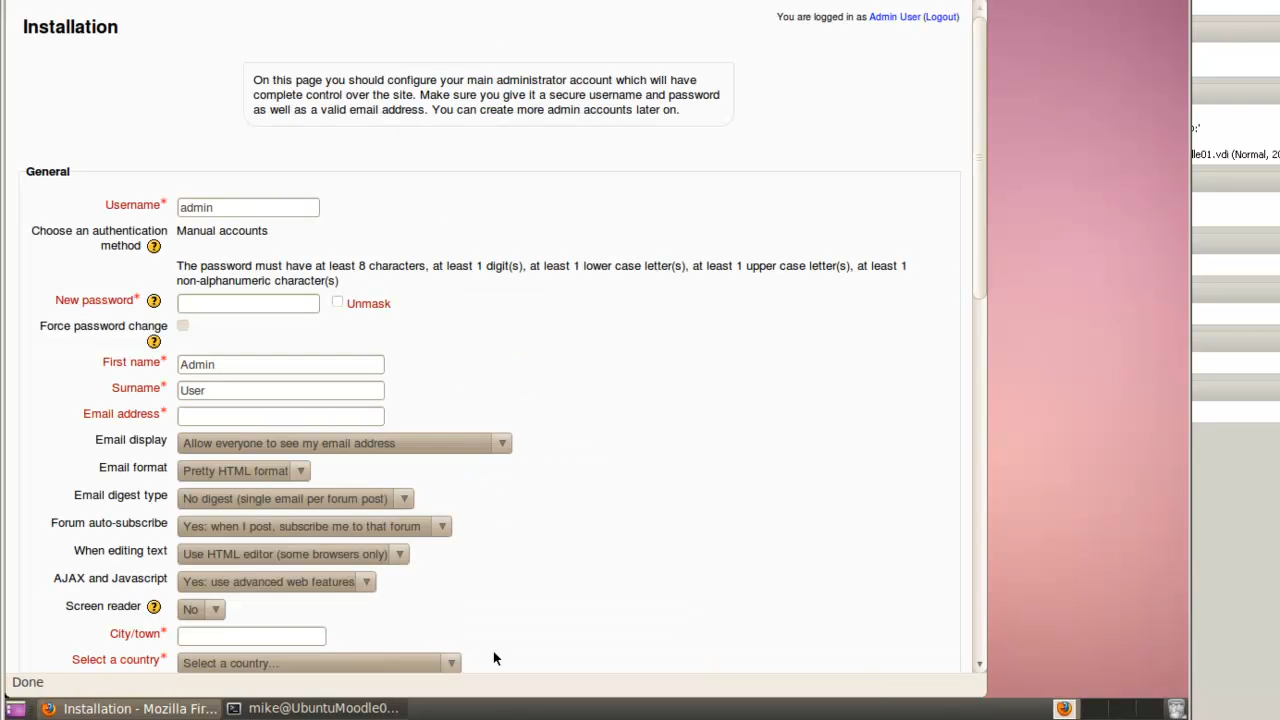 Installation
You are logged in as Admin User (Logout)
On this page you should configure your main administrator account which will have
complete control over the site. Make sure you give it a secure username and password
as well as a valid email address. You can create more admin accounts later on.
General
Username*
admin
Choose an authentication
method
Manual accounts
The password must have at least 8 characters, at least 1 digit(s), at least 1 lower case letter(s), at least 1 upper case letter(s), at least 1
non-alphanumeric character(s)
New password*
Unmask
Force password change
First name*
Admin
Surname*
User
Email address*
Email display
Allow everyone to see my email address
Email format
Pretty HTML format
Email digest type
No digest (single email per forum post)
Forum auto-subscribe
Yes: when I post, subscribe me to that forum
When editing text
Use HTML editor (some browsers only)
AJAX and Javascript
Yes: use advanced web features
Screen reader
No
City/town*
Select a country*
Select a country...
Done
Installation - Mozilla Fir...
mike@UbuntuMoodle0...
le01.vdi (Normal, 20